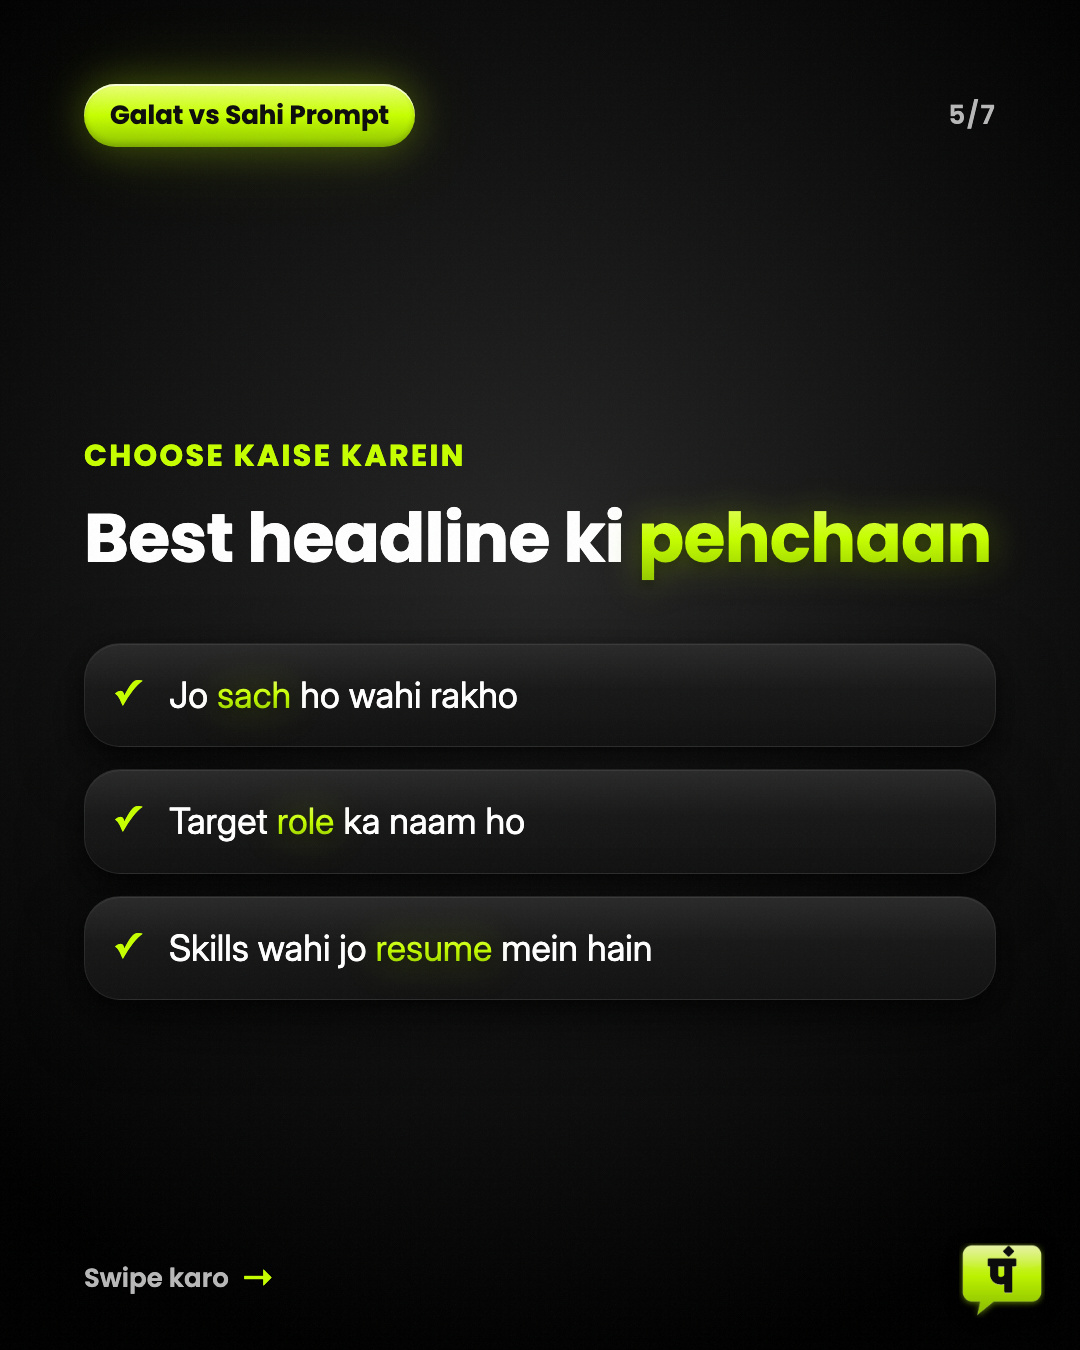 Galat vs Sahi Prompt
5/7
CHOOSE KAISE KAREIN
Best headline ki pehchaan
✓ Jo sach ho wahi rakho
✓ Target role ka naam ho
✓ Skills wahi jo resume mein hain
Swipe karo →
पं